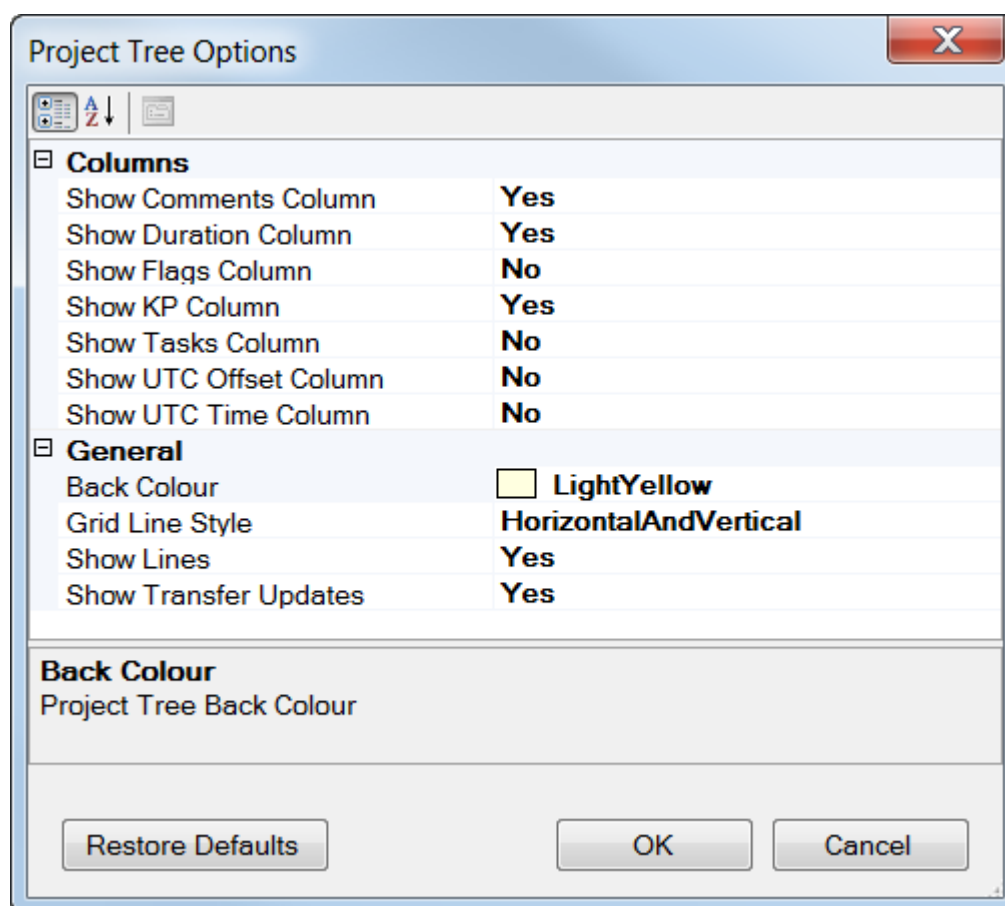 Project Tree Options
Columns
Show Comments Column Yes
Show Duration Column Yes
Show Flags Column No
Show KP Column Yes
Show Tasks Column No
Show UTC Offset Column No
Show UTC Time Column No
General
Back Colour LightYellow
Grid Line Style HorizontalAndVertical
Show Lines Yes
Show Transfer Updates Yes
Back Colour
Project Tree Back Colour
Restore Defaults OK Cancel